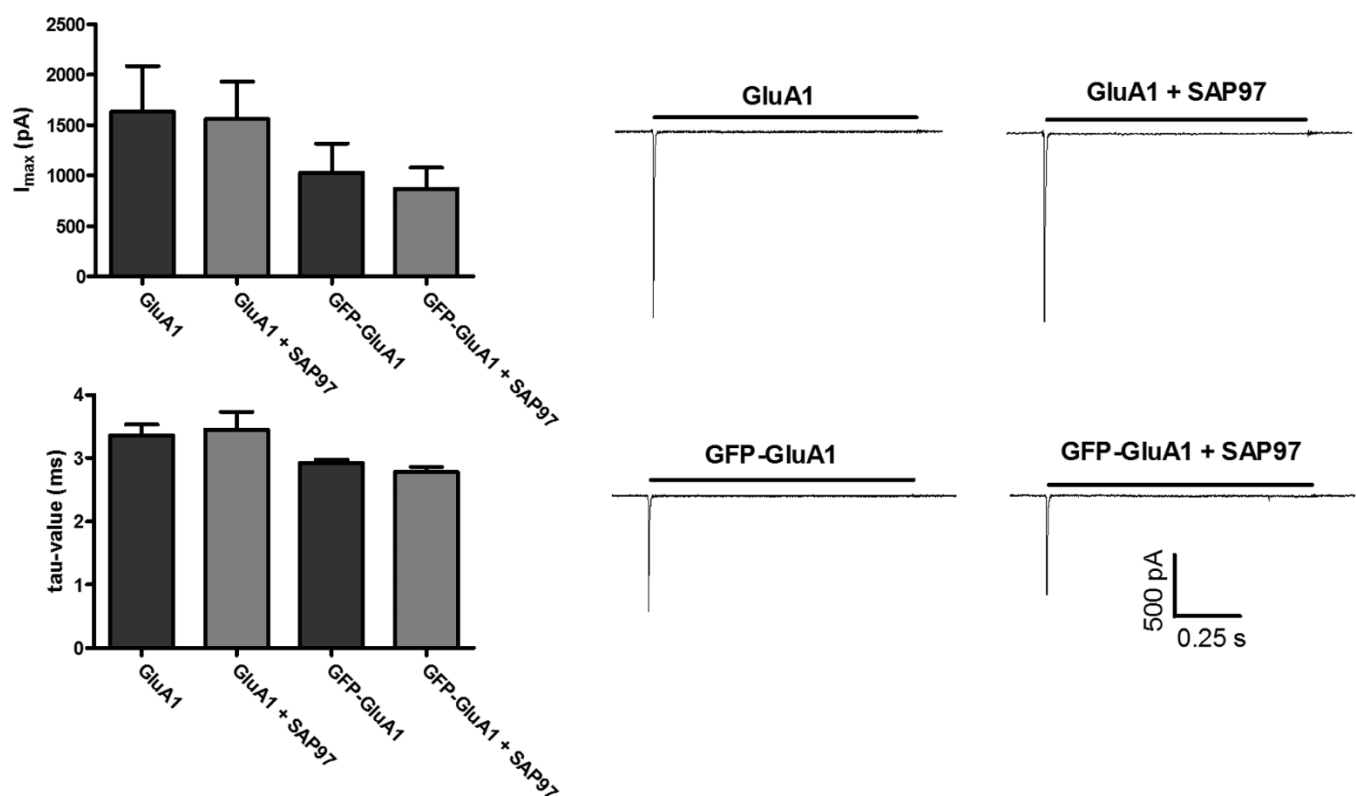 2500
2000
1500
1000
500
0
I_max (pA)
GluA1
GluA1 + SAP97
GFP-GluA1
GFP-GluA1 + SAP97
4
3
2
1
0
tau-value (ms)
GluA1
GluA1 + SAP97
GFP-GluA1
GFP-GluA1 + SAP97
GluA1
GluA1 + SAP97
GFP-GluA1
GFP-GluA1 + SAP97
500 pA
0.25 s